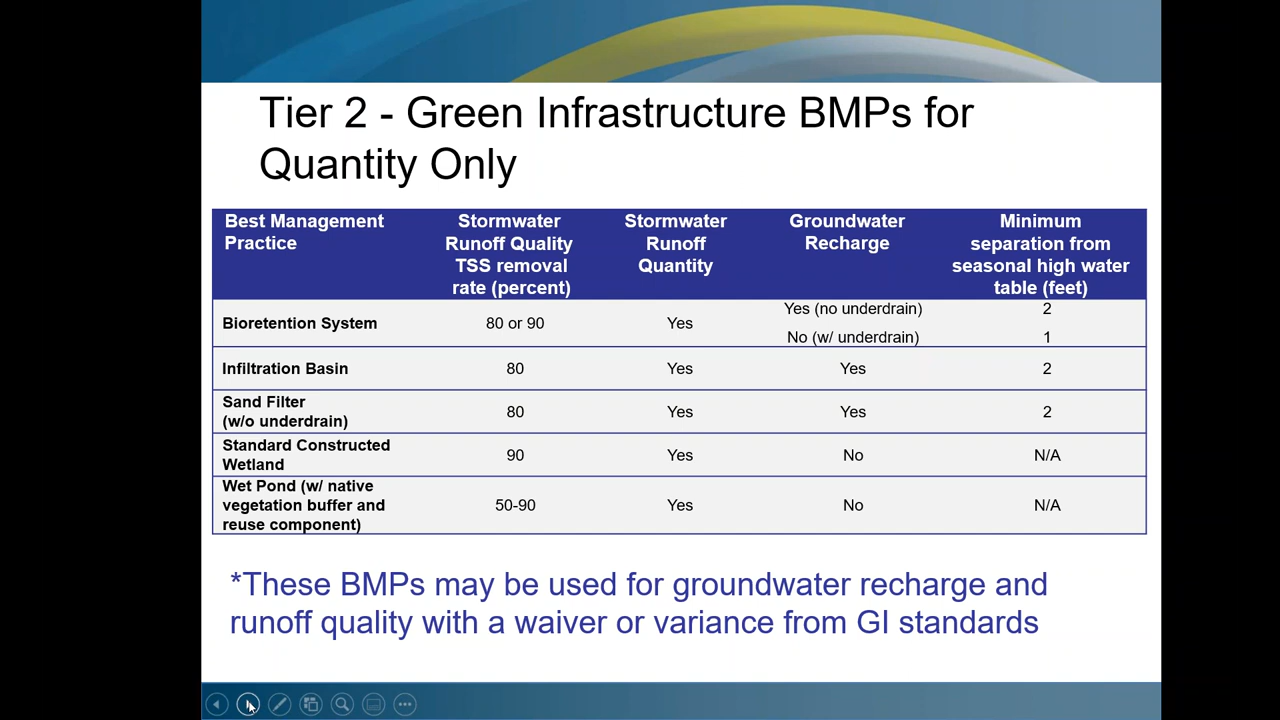 Tier 2 - Green Infrastructure BMPs for
Quantity Only
Best Management
Practice
Stormwater
Runoff Quality
TSS removal
rate (percent)
Stormwater
Runoff
Quantity
Groundwater
Recharge
Minimum
separation from
seasonal high water
table (feet)
Bioretention System
80 or 90
Yes
Yes (no underdrain)
No (w/ underdrain)
2
1
Infiltration Basin
80
Yes
Yes
2
Sand Filter
(w/o underdrain)
80
Yes
Yes
2
Standard Constructed
Wetland
90
Yes
No
N/A
Wet Pond (w/ native
vegetation buffer and
reuse component)
50-90
Yes
No
N/A
*These BMPs may be used for groundwater recharge and
runoff quality with a waiver or variance from GI standards